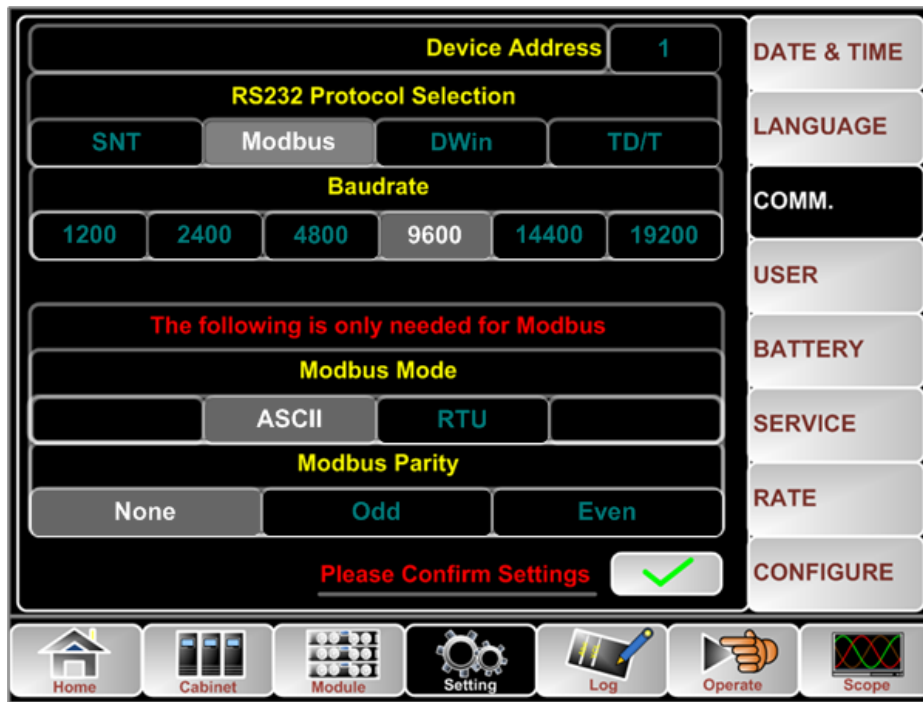 Device Address 1
RS232 Protocol Selection
SNT Modbus DWin TD/T
Baudrate
1200 2400 4800 9600 14400 19200
The following is only needed for Modbus
Modbus Mode
ASCII RTU
Modbus Parity
None Odd Even
Please Confirm Settings
DATE & TIME
LANGUAGE
COMM.
USER
BATTERY
SERVICE
RATE
CONFIGURE
Home Cabinet Module Setting Log Operate Scope